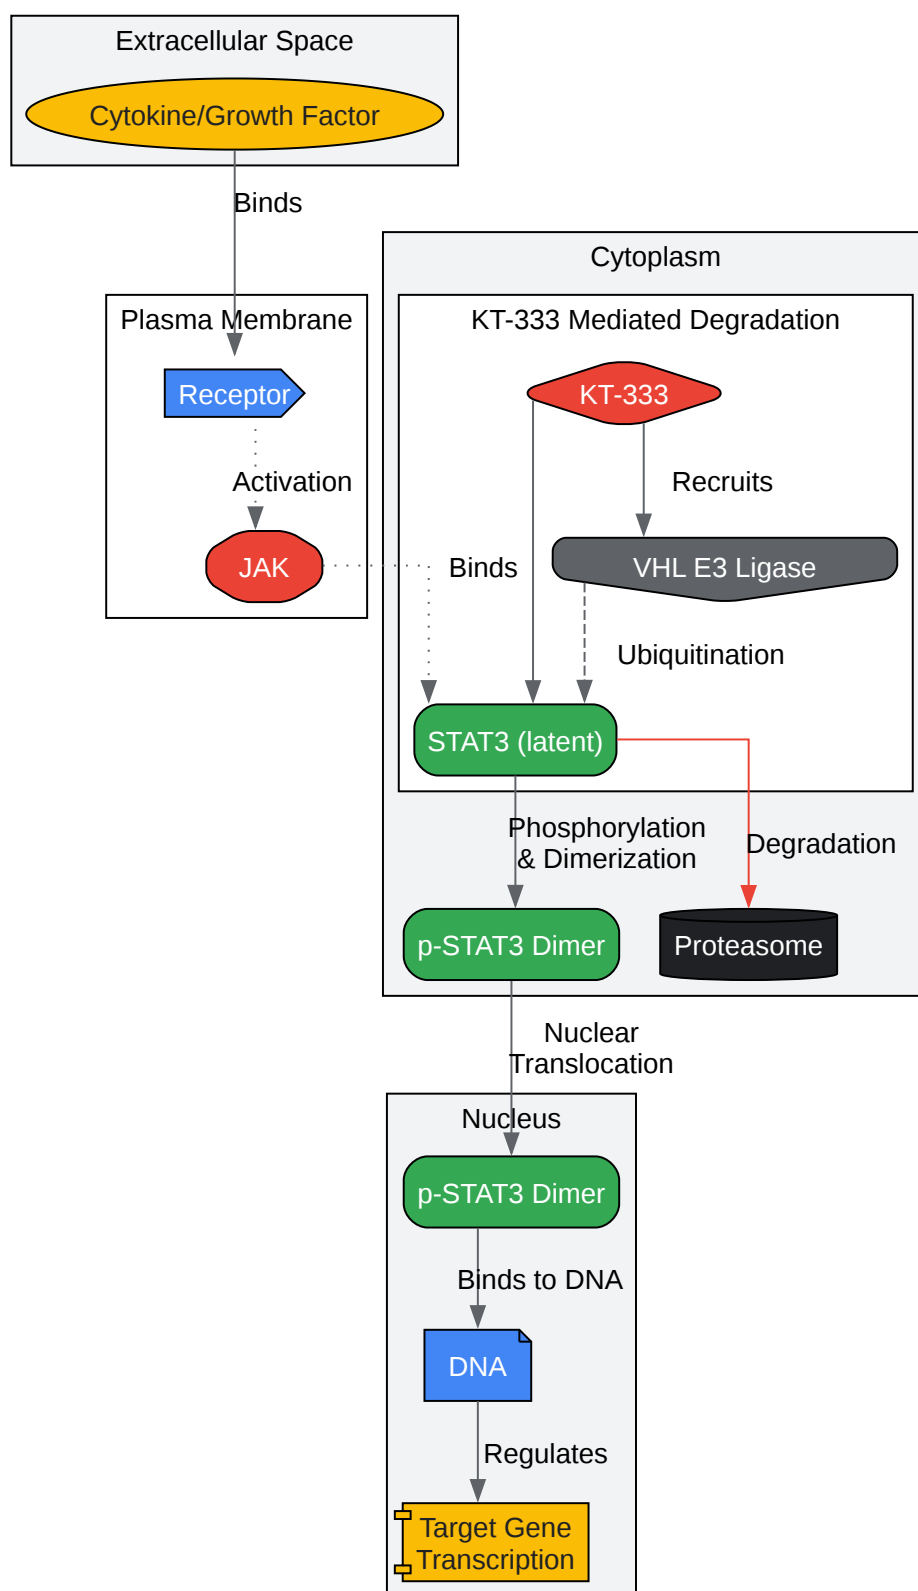 Extracellular Space
Cytokine/Growth Factor
Binds
Cytoplasm
Plasma Membrane
KT-333 Mediated Degradation
Receptor
KT-333
Activation
Recruits
JAK
Binds
VHL E3 Ligase
Ubiquitination
STAT3 (latent)
Phosphorylation
& Dimerization
Degradation
p-STAT3 Dimer
Proteasome
Nuclear
Translocation
Nucleus
p-STAT3 Dimer
Binds to DNA
DNA
Regulates
Target Gene
Transcription